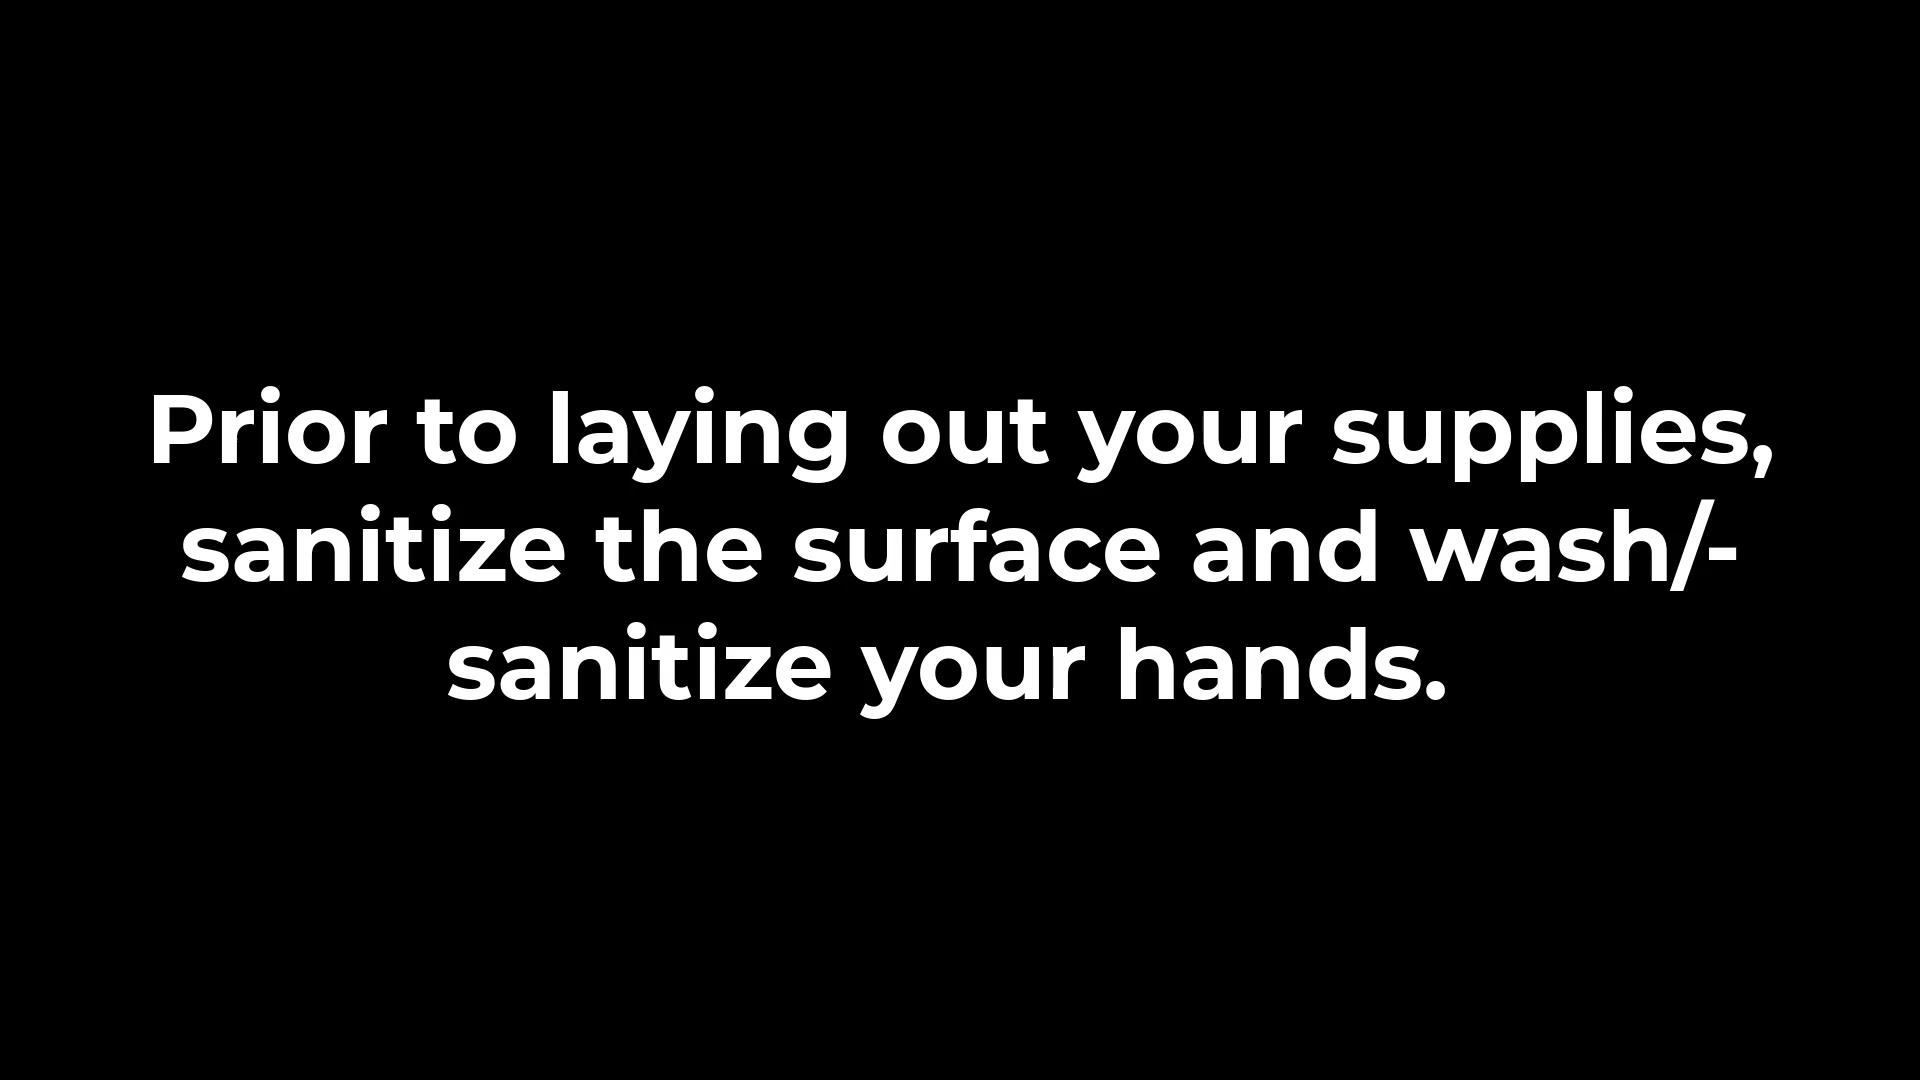 Prior to laying out your supplies,
sanitize the surface and wash/-
sanitize your hands.